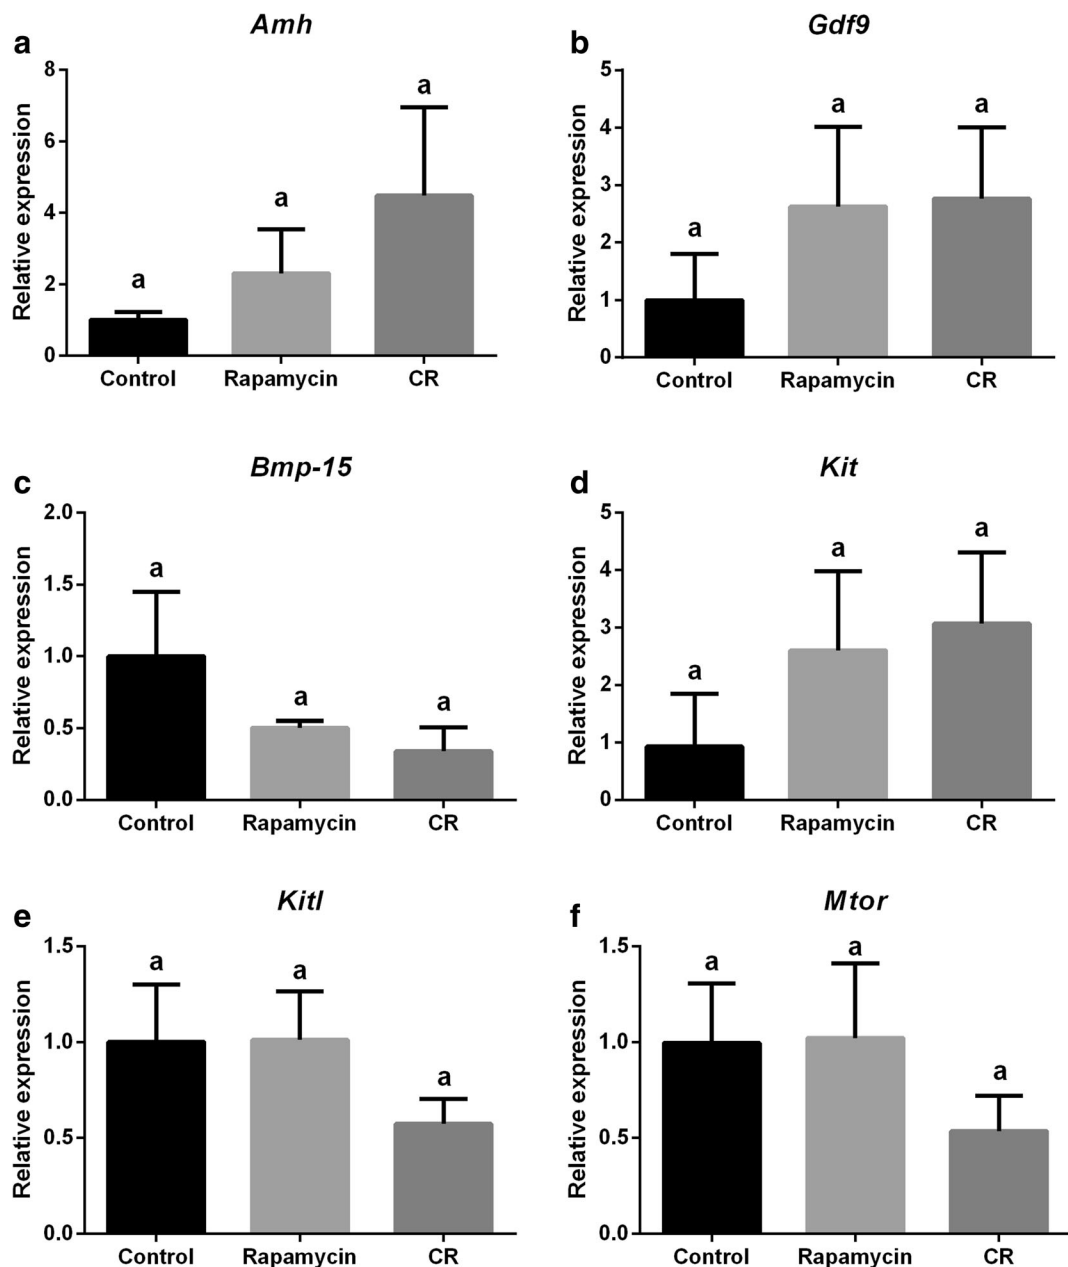 a
Amh
Relative expression
8
6
4
2
0
a
a
a
Control Rapamycin CR
b
Gdf9
Relative expression
5
4
3
2
1
0
a
a
a
Control Rapamycin CR
c
Bmp-15
Relative expression
2.0
1.5
1.0
0.5
0.0
a
a
a
Control Rapamycin CR
d
Kit
Relative expression
5
4
3
2
1
0
a
a
a
Control Rapamycin CR
e
Kitl
Relative expression
1.5
1.0
0.5
0.0
a
a
a
Control Rapamycin CR
f
Mtor
Relative expression
1.5
1.0
0.5
0.0
a
a
a
Control Rapamycin CR